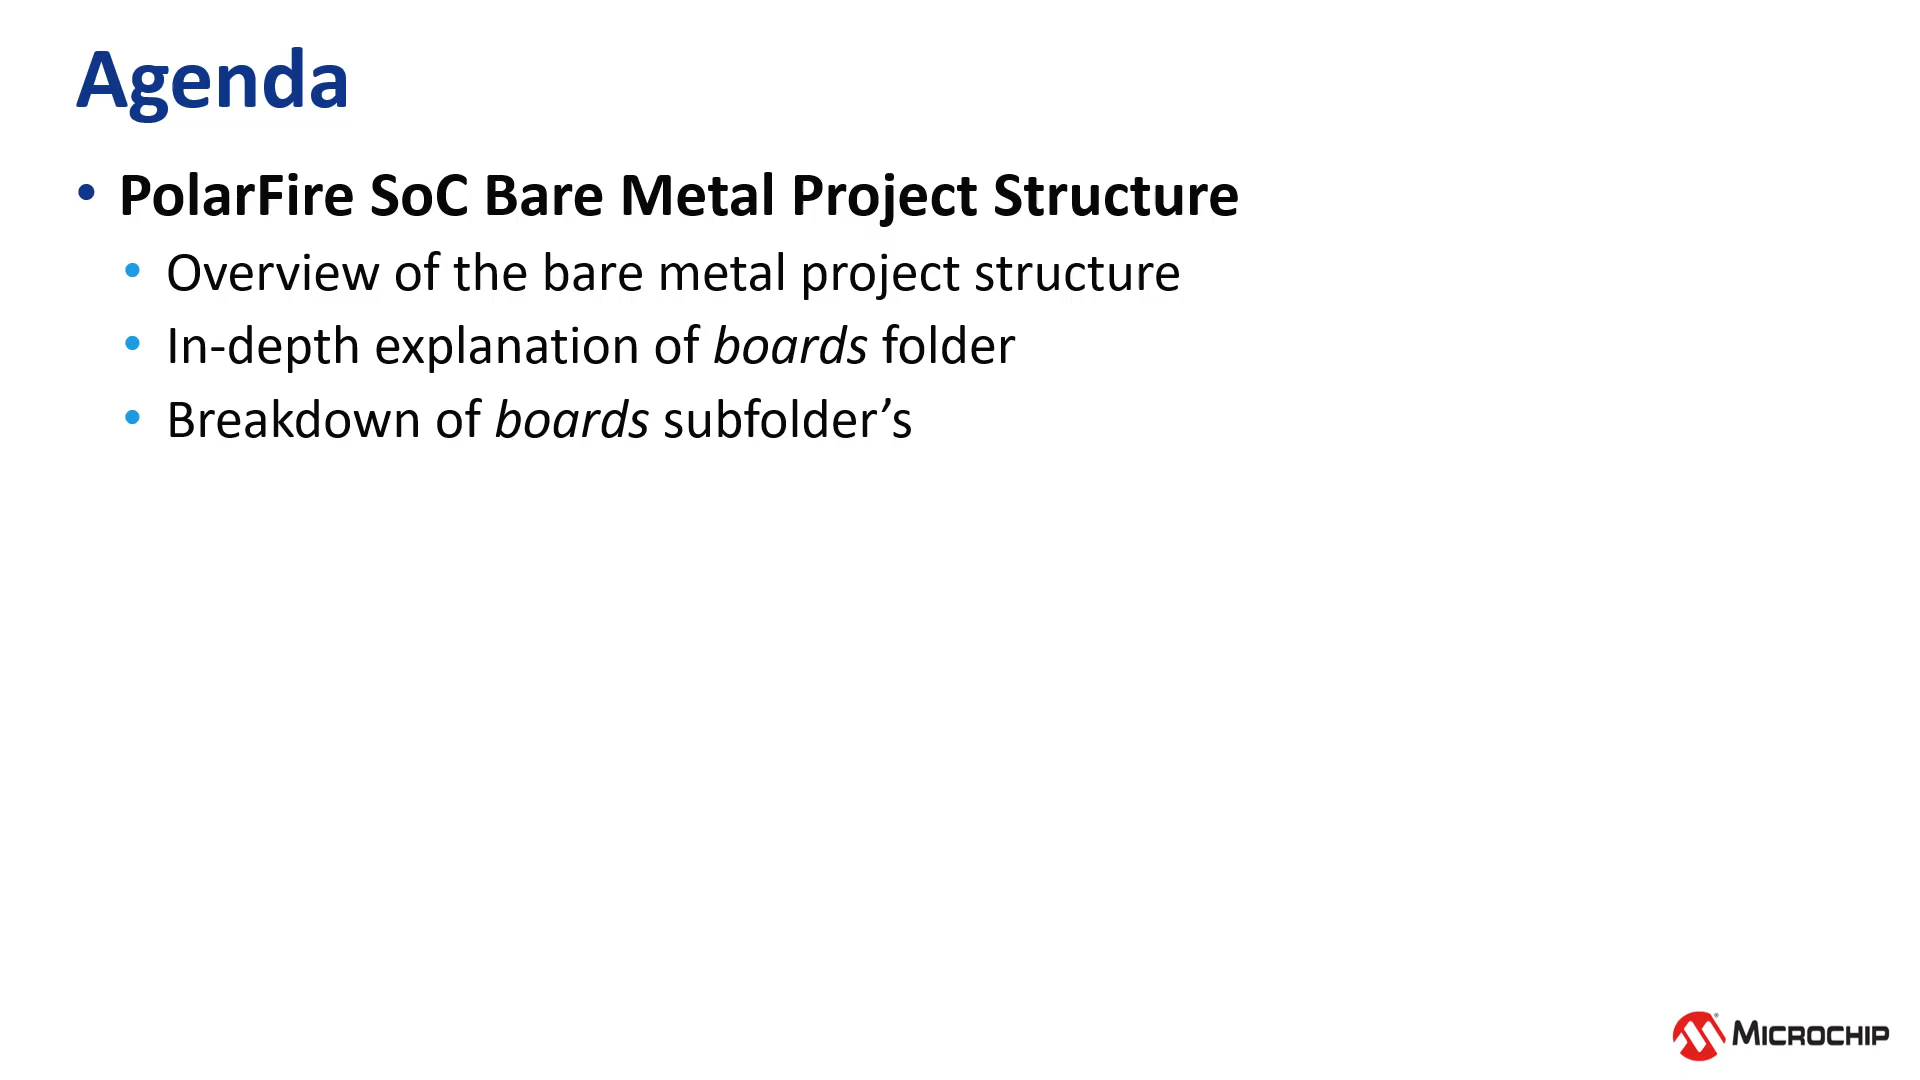 Agenda
• PolarFire SoC Bare Metal Project Structure
• Overview of the bare metal project structure
• In-depth explanation of boards folder
• Breakdown of boards subfolder’s
MICROCHIP